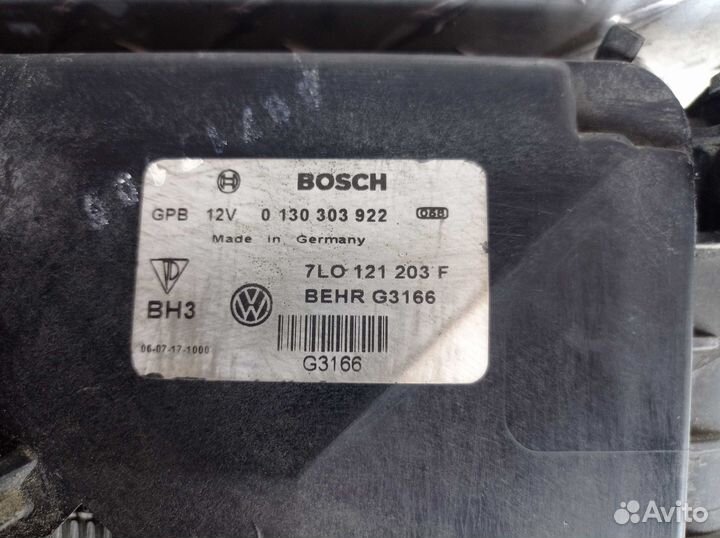 BOSCH
GPB 12V 0 130 303 922 058
Made in Germany
7LO 121 203 F
BH3 BEHR G3166
06-07-17-1000
G3166
Avito